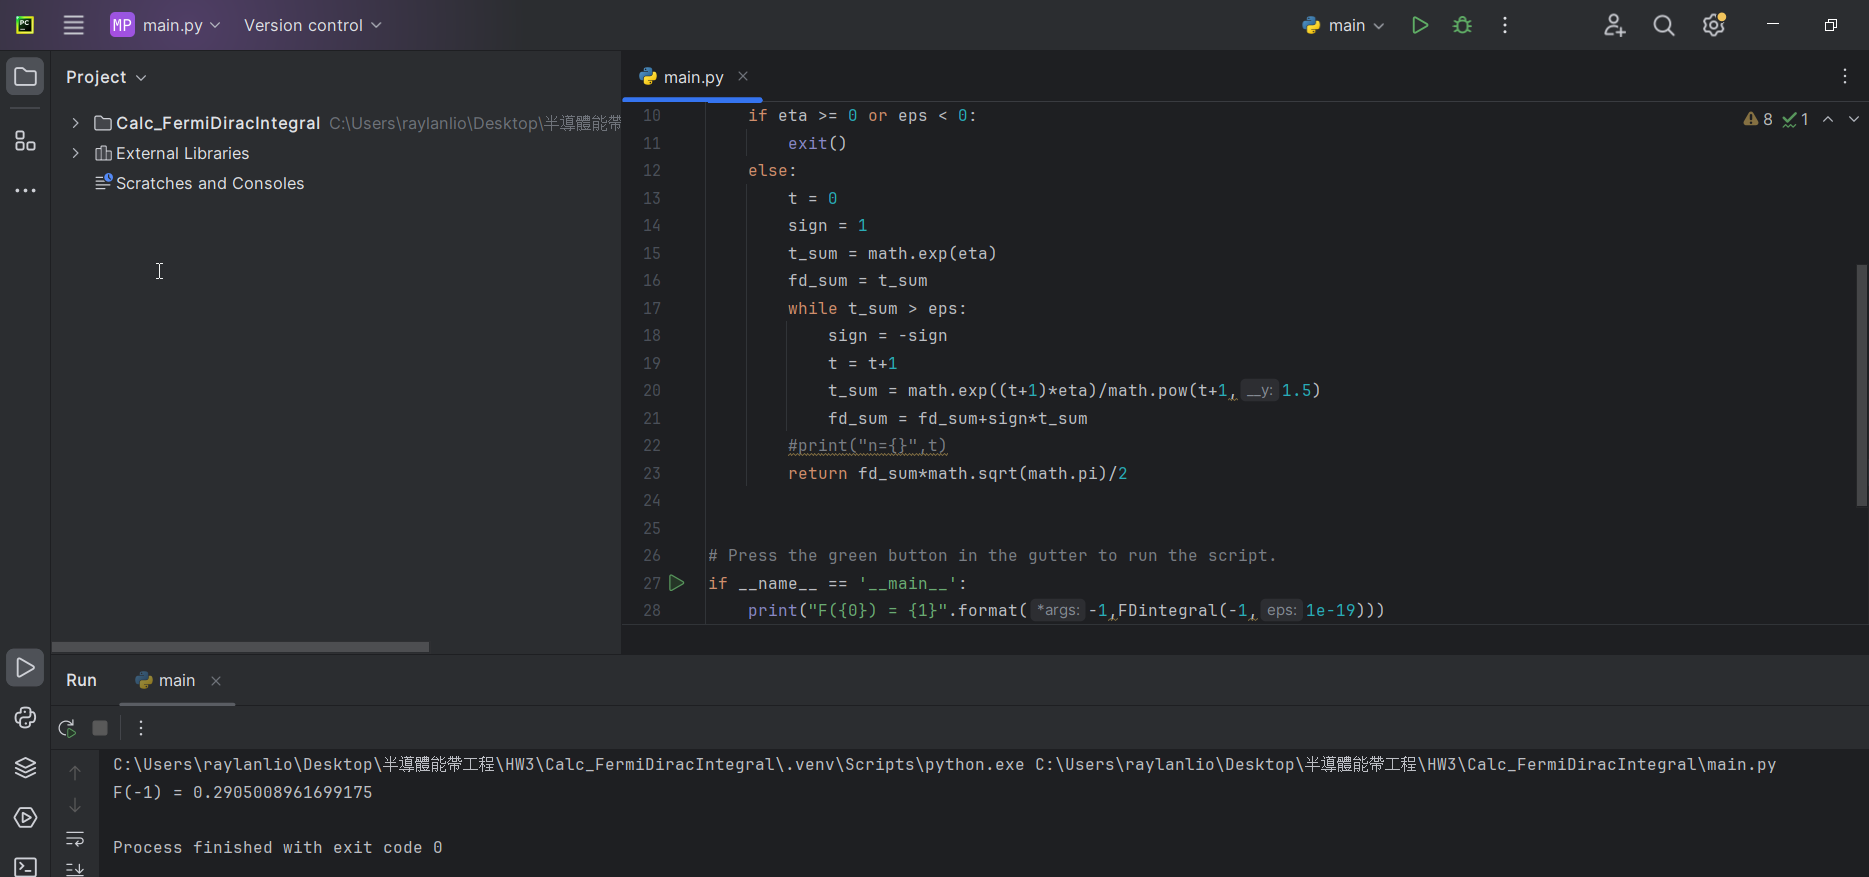 MP main.py Version control main
Project
main.py
Calc_FermiDiracIntegral C:\Users\raylanlio\Desktop\半導體能帶
External Libraries
Scratches and Consoles
8 1
10 if eta >= 0 or eps < 0:
11 exit()
12 else:
13 t = 0
14 sign = 1
15 t_sum = math.exp(eta)
16 fd_sum = t_sum
17 while t_sum > eps:
18 sign = -sign
19 t = t+1
20 t_sum = math.exp((t+1)*eta)/math.pow(t+1, __y: 1.5)
21 fd_sum = fd_sum+sign*t_sum
22 #print("n={}",t)
23 return fd_sum*math.sqrt(math.pi)/2
24
25
26 # Press the green button in the gutter to run the script.
27 if __name__ == '__main__':
28 print("F({0}) = {1}".format( *args: -1,FDintegral(-1, eps: 1e-19)))
Run main
C:\Users\raylanlio\Desktop\半導體能帶工程\HW3\Calc_FermiDiracIntegral\.venv\Scripts\python.exe C:\Users\raylanlio\Desktop\半導體能帶工程\HW3\Calc_FermiDiracIntegral\main.py
F(-1) = 0.2905008961699175
Process finished with exit code 0